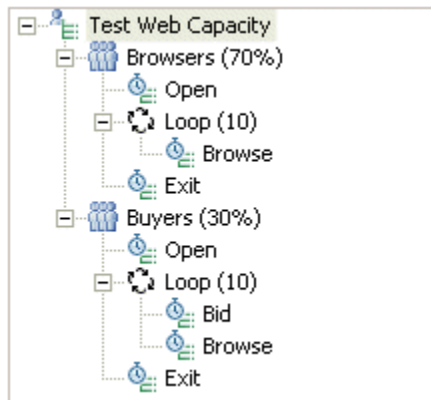 Test Web Capacity
Browsers (70%)
Open
Loop (10)
Browse
Exit
Buyers (30%)
Open
Loop (10)
Bid
Browse
Exit